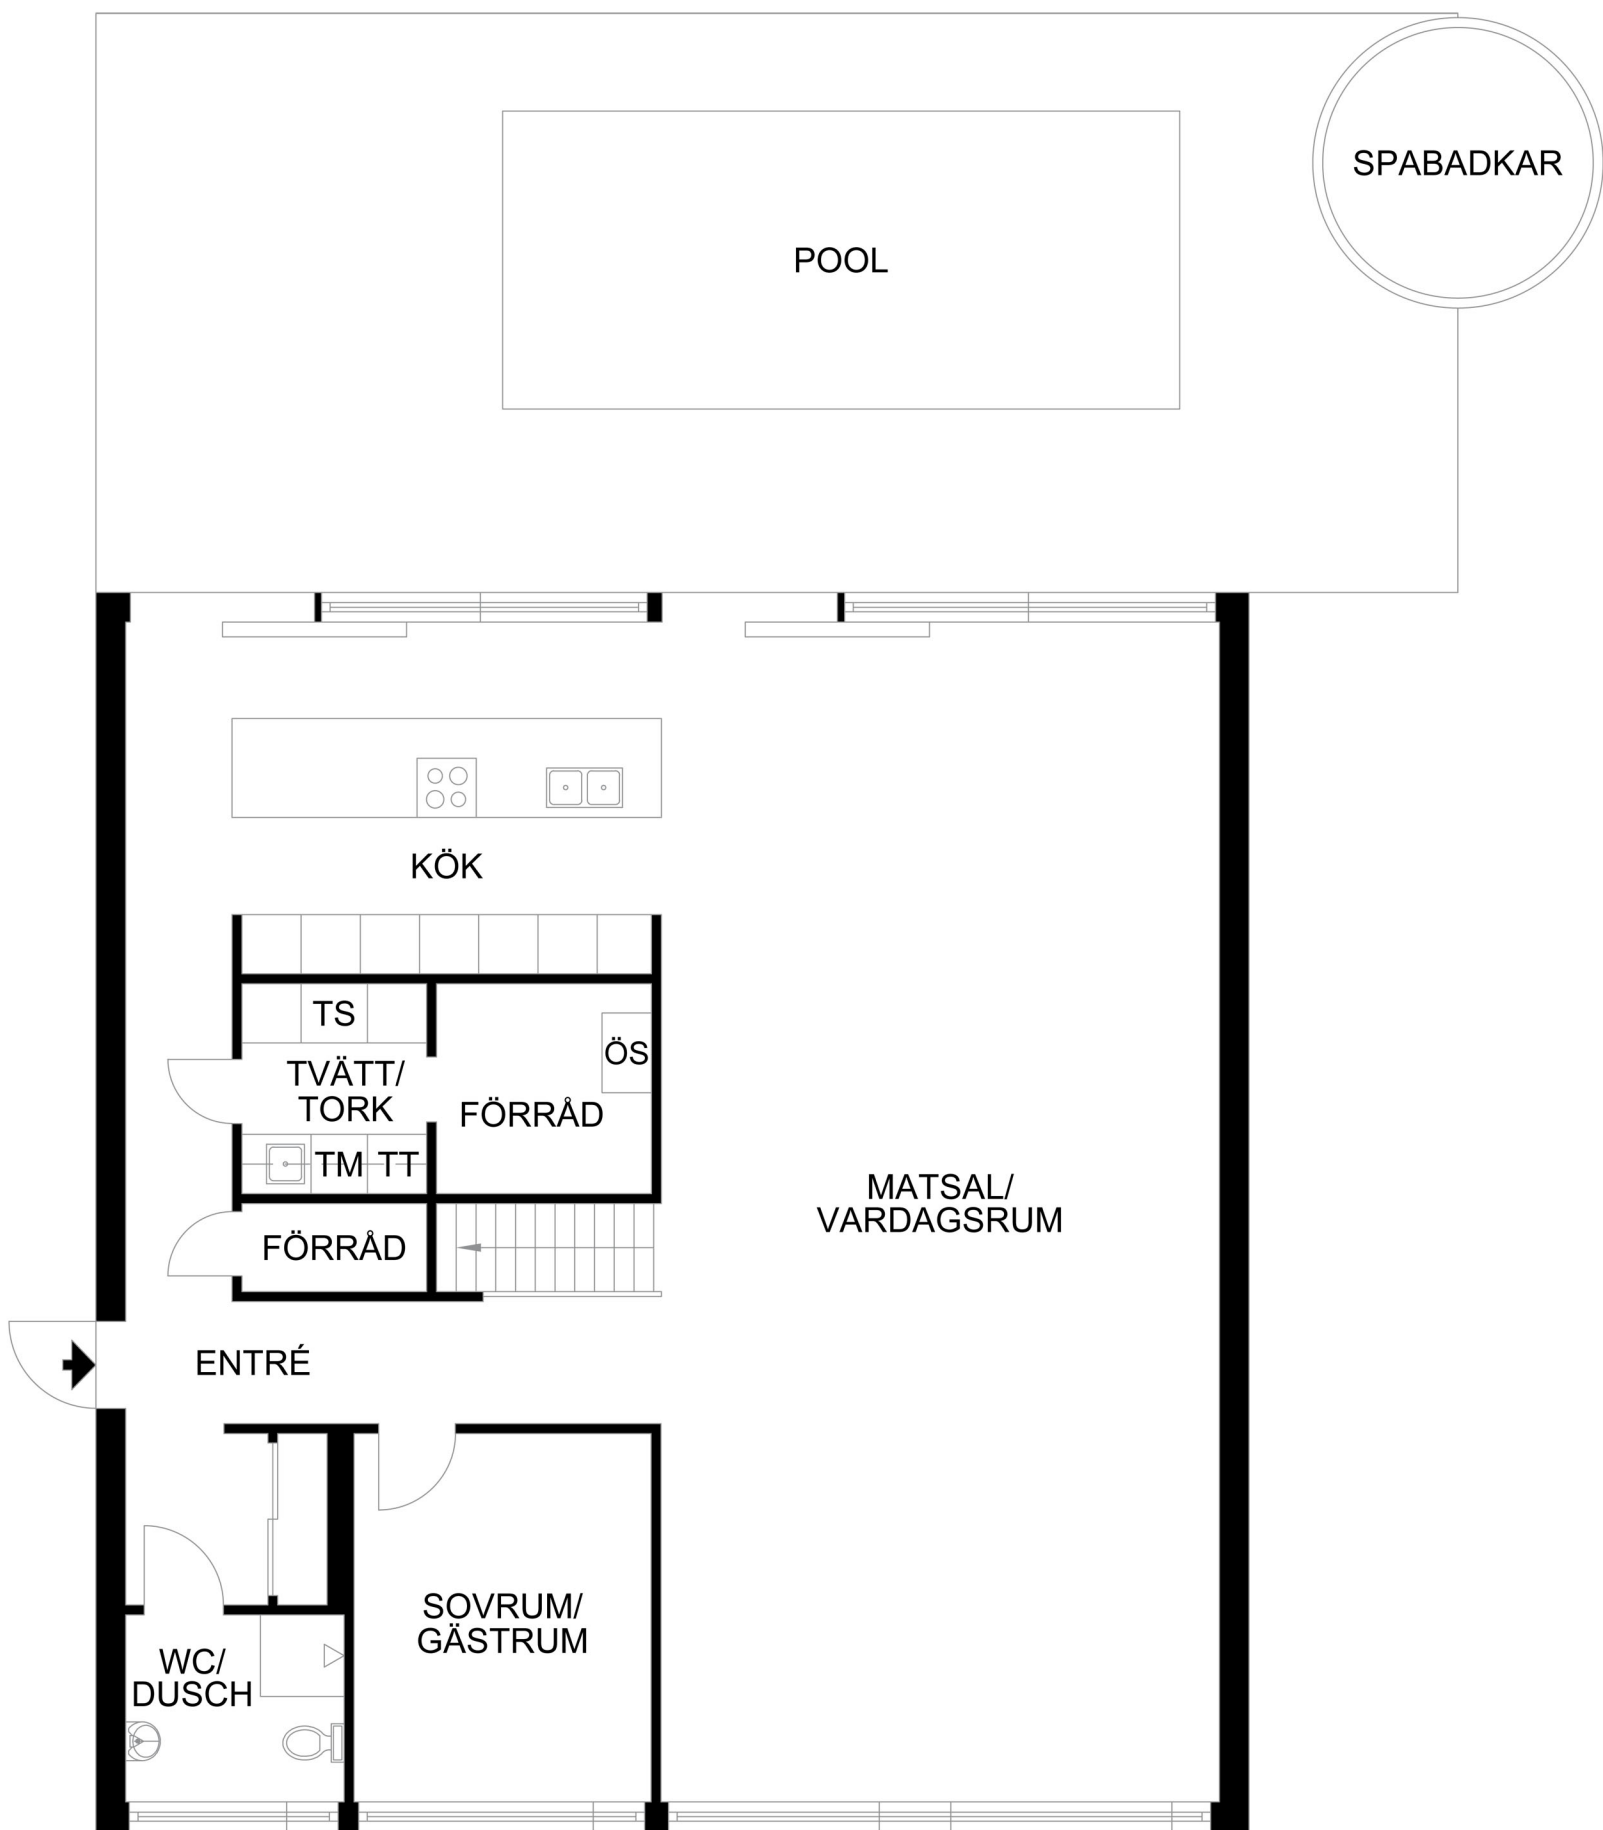 SPABADKAR
POOL
KÖK
TS
ÖS
TVÄTT/
TORK
FÖRRÅD
TM
TT
MATSAL/
VARDAGSRUM
FÖRRÅD
ENTRÉ
SOVRUM/
GÄSTRUM
WC/
DUSCH